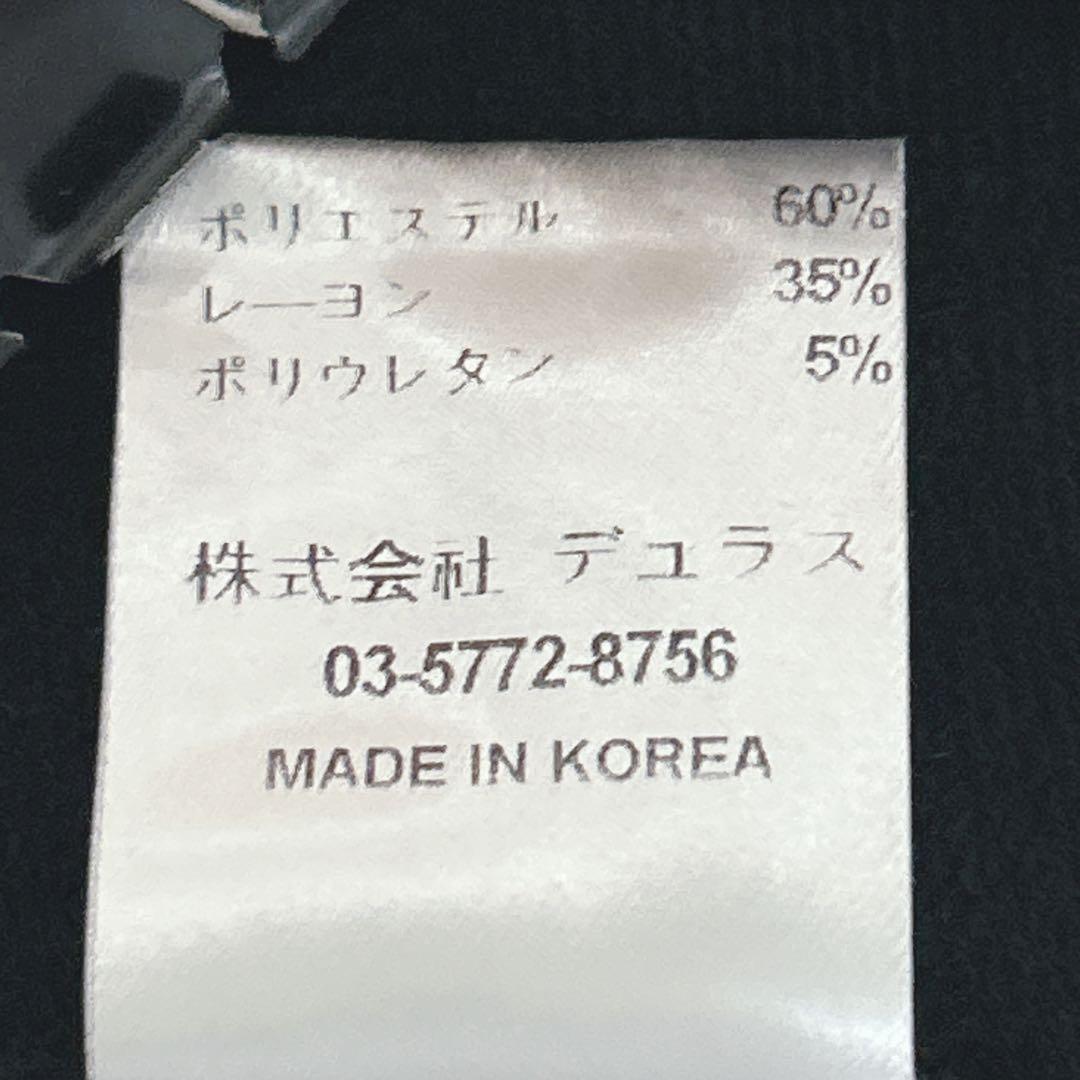 ポリエステル 60%
レーヨン 35%
ポリウレタン 5%
株式会社 デュラス
03-5772-8756
MADE IN KOREA